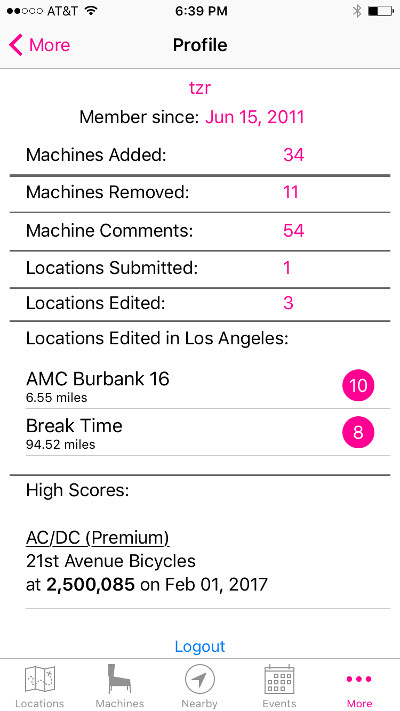 AT&T 6:39 PM
More Profile
tzr
Member since: Jun 15, 2011
Machines Added: 34
Machines Removed: 11
Machine Comments: 54
Locations Submitted: 1
Locations Edited: 3
Locations Edited in Los Angeles:
AMC Burbank 16
6.55 miles
10
Break Time
94.52 miles
8
High Scores:
AC/DC (Premium)
21st Avenue Bicycles
at 2,500,085 on Feb 01, 2017
Logout
Locations Machines Nearby Events More